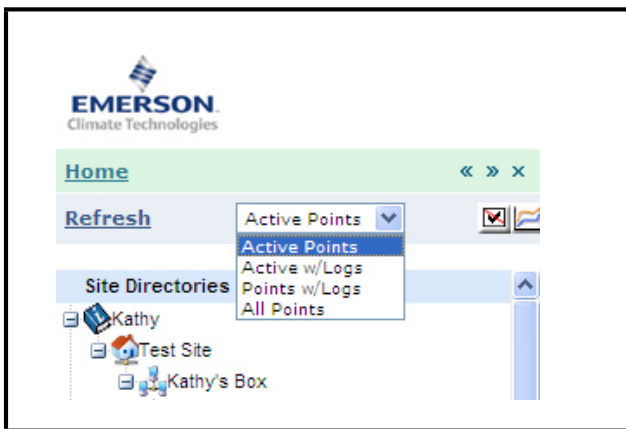 EMERSON.
Climate Technologies
Home « » x
Refresh Active Points
Active Points
Active w/Logs
Points w/Logs
All Points
Site Directories
Kathy
Test Site
Kathy's Box